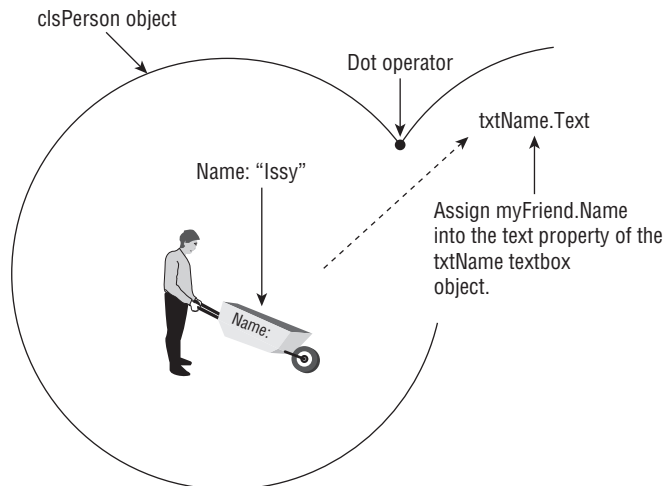 clsPerson object
Dot operator
txtName.Text
Name: “Issy”
Assign myFriend.Name
into the text property of the
txtName textbox
object.
Name: